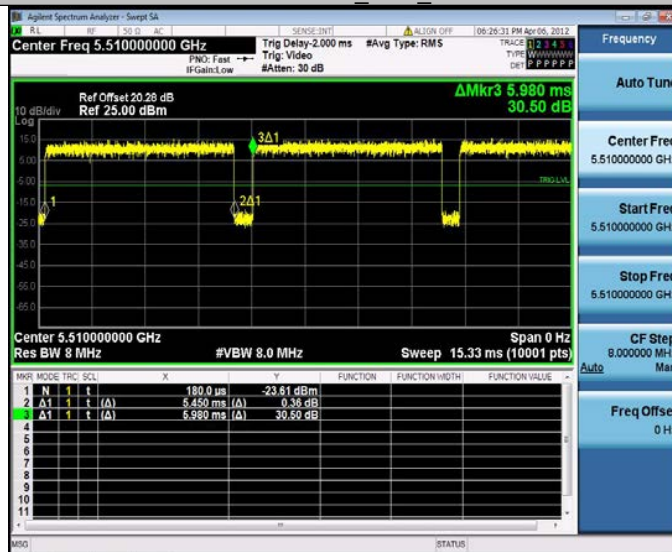 Agilent Spectrum Analyzer - Swept SA
RL RF 50 Ω AC SENSE:INT ALIGN OFF 06:26:31 PM Apr 06, 2012
Center Freq 5.510000000 GHz
PNO: Fast
IFGain:Low
Trig Delay-2.000 ms
Trig: Video
#Atten: 30 dB
#Avg Type: RMS
TRACE 1 2 3 4 5 6
TYPE W
DET P P P P P P
Ref Offset 20.28 dB
10 dB/div Ref 25.00 dBm
Log
ΔMkr3 5.980 ms
30.50 dB
15.0
5.00
-5.00
-15.0
-25.0
-35.0
-45.0
-55.0
-65.0
3Δ1
1
2Δ1
TRIG LVL
Center 5.510000000 GHz Span 0 Hz
Res BW 8 MHz #VBW 8.0 MHz Sweep 15.33 ms (10001 pts)
MKR MODE TRC SCL X Y FUNCTION FUNCTION WIDTH FUNCTION VALUE
1 N 1 t 180.0 µs -23.61 dBm
2 Δ1 1 t (Δ) 5.450 ms (Δ) 0.36 dB
3 Δ1 1 t (Δ) 5.980 ms (Δ) 30.50 dB
4
5
6
7
8
9
10
11
MSG STATUS
Frequency
Auto Tun
Center Fre
5.510000000 GH
Start Fre
5.510000000 GH
Stop Fre
5.510000000 GH
CF Ste
8.000000 MH
Auto Ma
Freq Offse
0 H